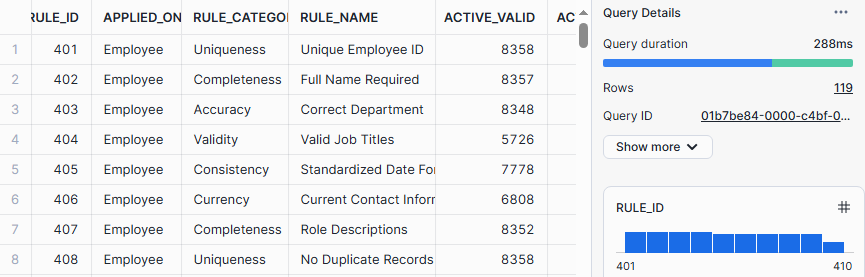 RULE_ID APPLIED_ON RULE_CATEGO RULE_NAME ACTIVE_VALID AC
1 401 Employee Uniqueness Unique Employee ID 8358
2 402 Employee Completeness Full Name Required 8357
3 403 Employee Accuracy Correct Department 8348
4 404 Employee Validity Valid Job Titles 5726
5 405 Employee Consistency Standardized Date For 7778
6 406 Employee Currency Current Contact Inforr 6808
7 407 Employee Completeness Role Descriptions 8352
8 408 Employee Uniqueness No Duplicate Records 8358
Query Details ...
Query duration 288ms
Rows 119
Query ID 01b7be84-0000-c4bf-0...
Show more
RULE_ID #
401 410